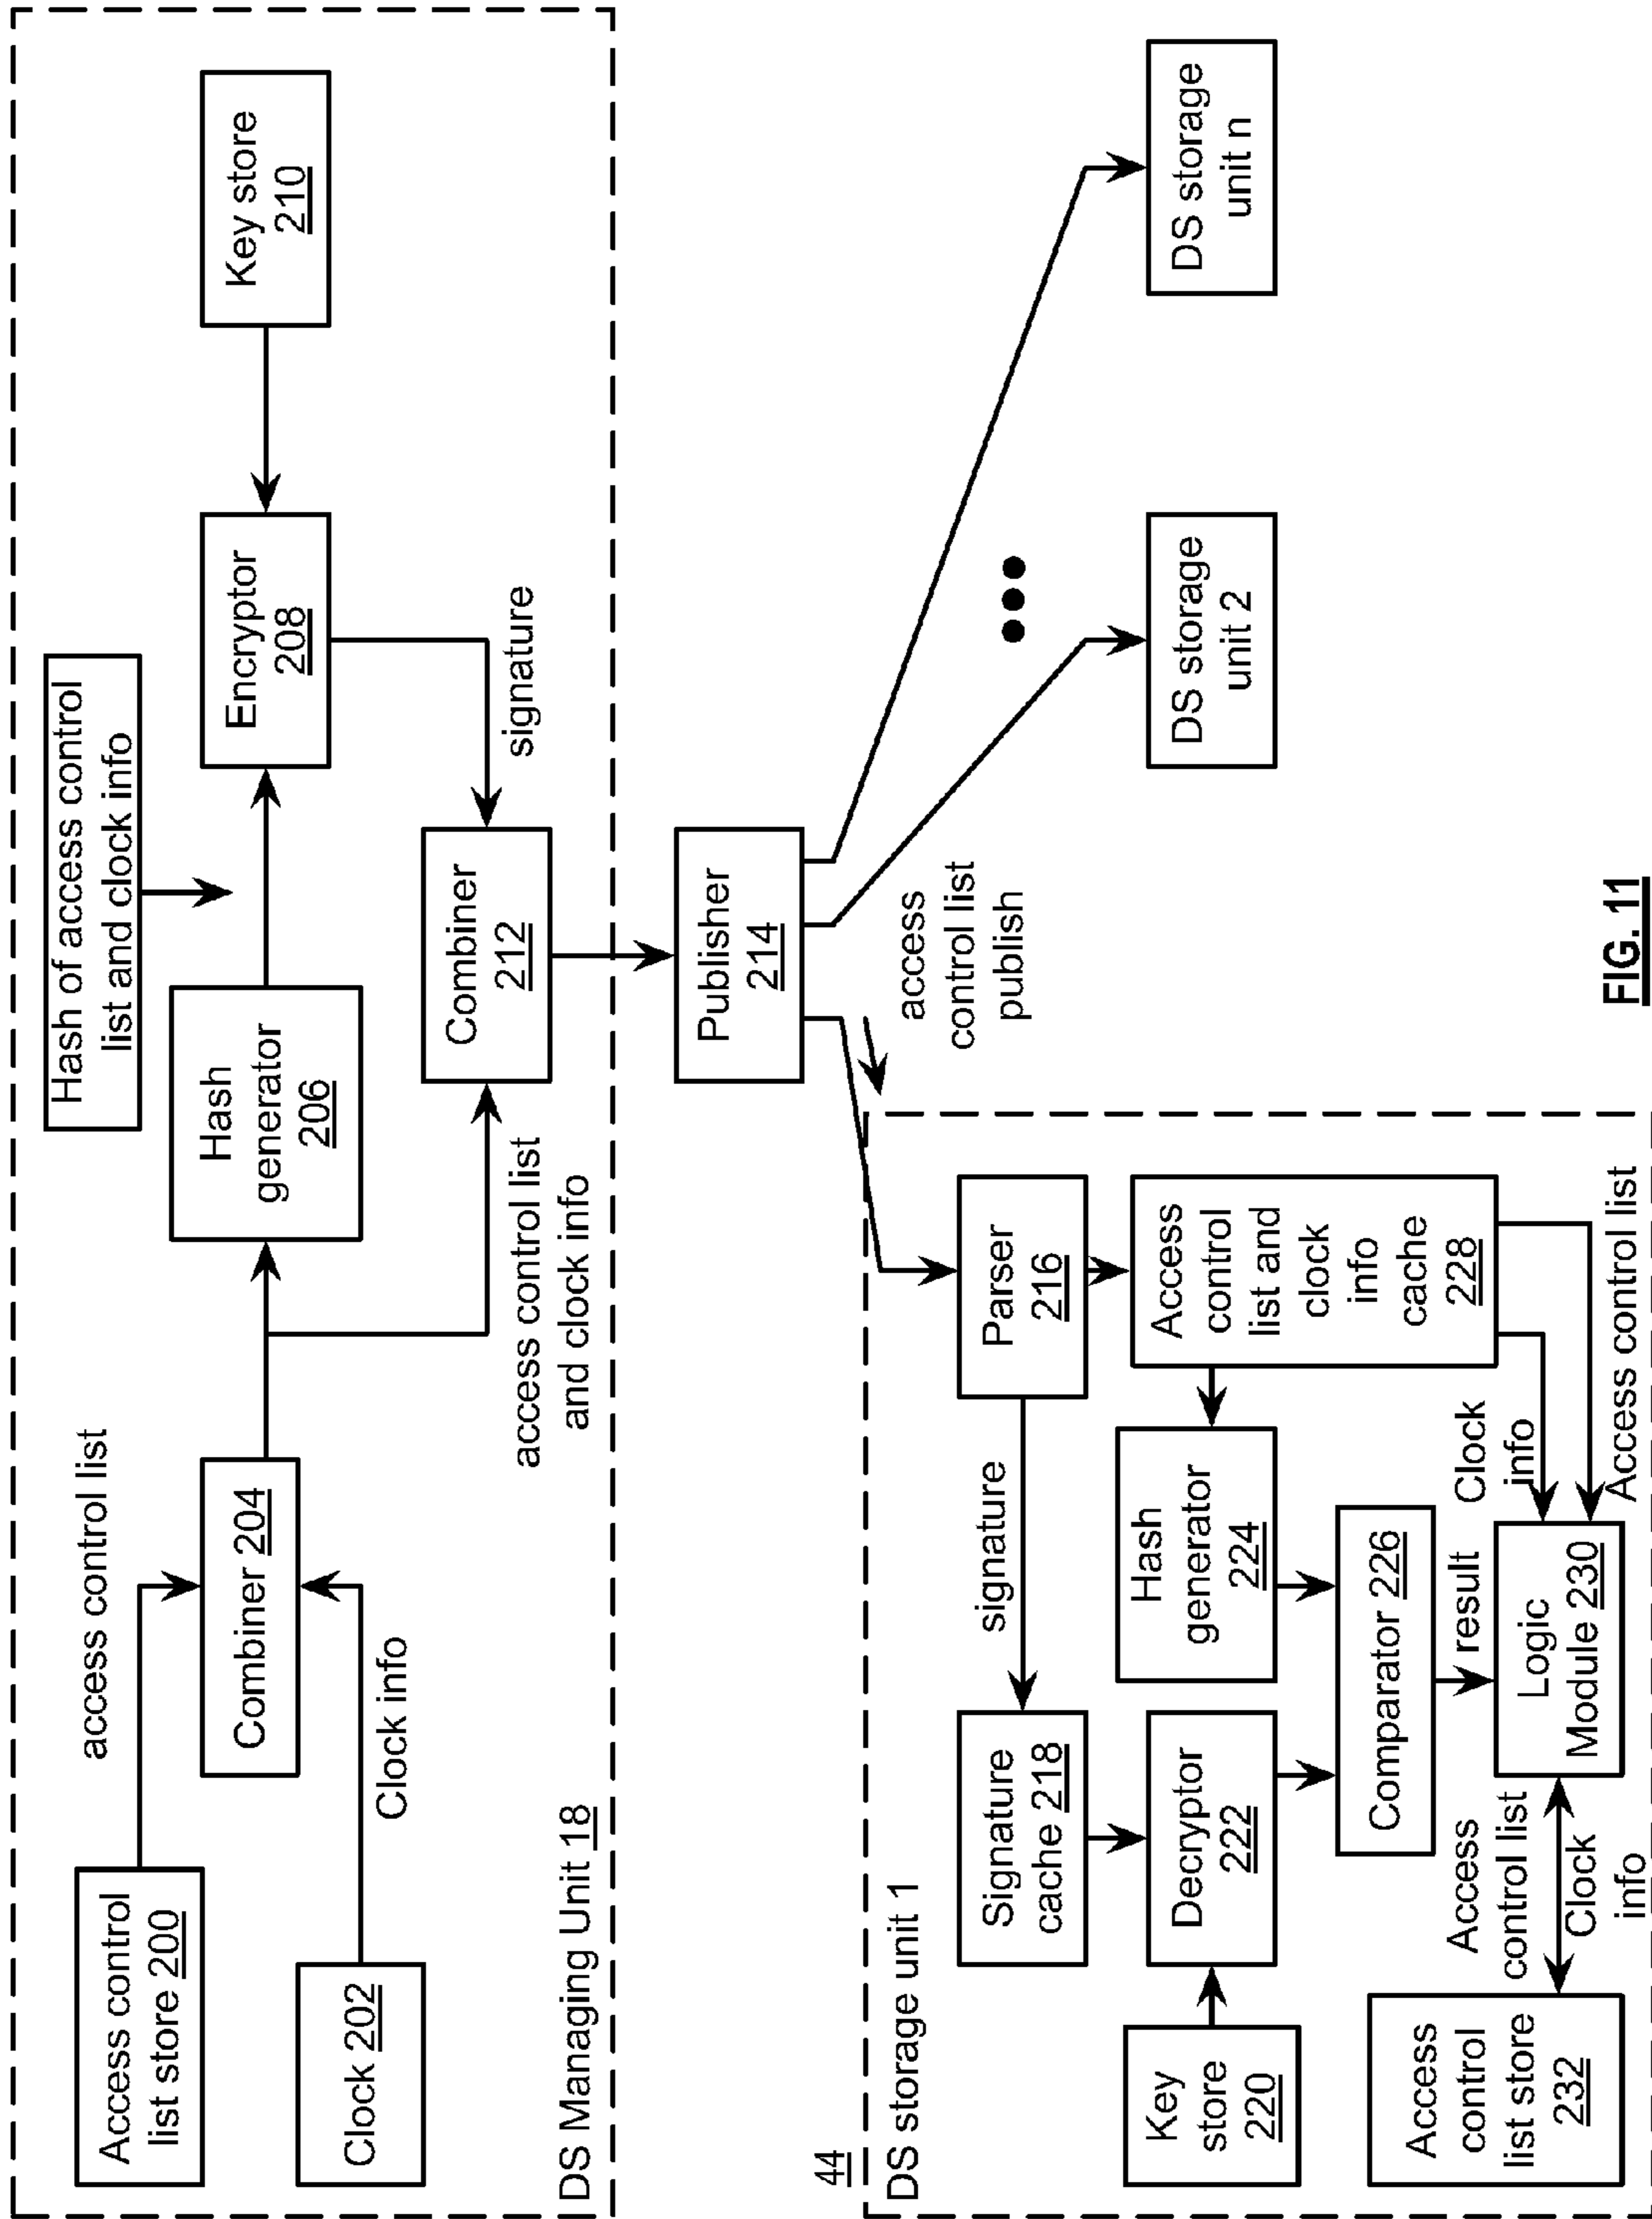 Access control
list store 200
access control list
Clock 202
Clock info
Combiner 204
Hash
generator
206
Hash of access control
list and clock info
Encryptor
208
Key store
210
access control list
and clock info
signature
Combiner
212
DS Managing Unit 18
Publisher
214
access
control list
publish
DS storage
unit 2
DS storage
unit n
44
DS storage unit 1
Parser
216
signature
Signature
cache 218
Key
store
220
Decryptor
222
Hash
generator
224
Access
control
list and
clock
info
cache
228
Comparator 226
result
Clock
info
Access control list
Logic
Module 230
Access
control list
Clock
info
Access
control
list store
232
FIG. 11